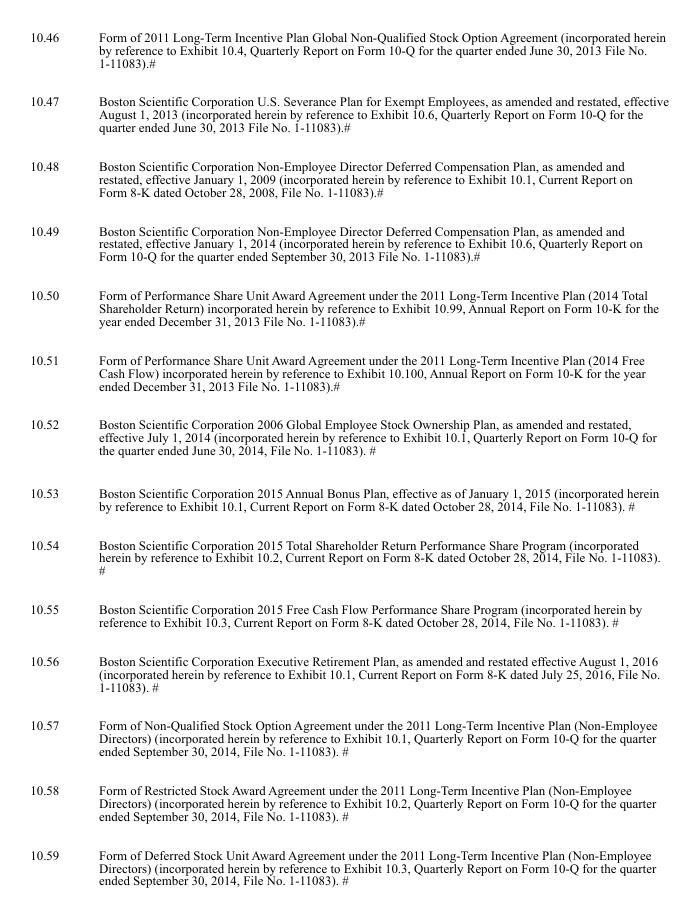 10.46 Form of 2011 Long-Term Incentive Plan Global Non-Qualified Stock Option Agreement (incorporated herein
by reference to Exhibit 10.4, Quarterly Report on Form 10-Q for the quarter ended June 30, 2013 File No.
1-11083).#
10.47 Boston Scientific Corporation U.S. Severance Plan for Exempt Employees, as amended and restated, effective
August 1, 2013 (incorporated herein by reference to Exhibit 10.6, Quarterly Report on Form 10-Q for the
quarter ended June 30, 2013 File No. 1-11083).#
10.48 Boston Scientific Corporation Non-Employee Director Deferred Compensation Plan, as amended and
restated, effective January 1, 2009 (incorporated herein by reference to Exhibit 10.1, Current Report on
Form 8-K dated October 28, 2008, File No. 1-11083).#
10.49 Boston Scientific Corporation Non-Employee Director Deferred Compensation Plan, as amended and
restated, effective January 1, 2014 (incorporated herein by reference to Exhibit 10.6, Quarterly Report on
Form 10-Q for the quarter ended September 30, 2013 File No. 1-11083).#
10.50 Form of Performance Share Unit Award Agreement under the 2011 Long-Term Incentive Plan (2014 Total
Shareholder Return) incorporated herein by reference to Exhibit 10.99, Annual Report on Form 10-K for the
year ended December 31, 2013 File No. 1-11083).#
10.51 Form of Performance Share Unit Award Agreement under the 2011 Long-Term Incentive Plan (2014 Free
Cash Flow) incorporated herein by reference to Exhibit 10.100, Annual Report on Form 10-K for the year
ended December 31, 2013 File No. 1-11083).#
10.52 Boston Scientific Corporation 2006 Global Employee Stock Ownership Plan, as amended and restated,
effective July 1, 2014 (incorporated herein by reference to Exhibit 10.1, Quarterly Report on Form 10-Q for
the quarter ended June 30, 2014, File No. 1-11083). #
10.53 Boston Scientific Corporation 2015 Annual Bonus Plan, effective as of January 1, 2015 (incorporated herein
by reference to Exhibit 10.1, Current Report on Form 8-K dated October 28, 2014, File No. 1-11083). #
10.54 Boston Scientific Corporation 2015 Total Shareholder Return Performance Share Program (incorporated
herein by reference to Exhibit 10.2, Current Report on Form 8-K dated October 28, 2014, File No. 1-11083).
#
10.55 Boston Scientific Corporation 2015 Free Cash Flow Performance Share Program (incorporated herein by
reference to Exhibit 10.3, Current Report on Form 8-K dated October 28, 2014, File No. 1-11083). #
10.56 Boston Scientific Corporation Executive Retirement Plan, as amended and restated effective August 1, 2016
(incorporated herein by reference to Exhibit 10.1, Current Report on Form 8-K dated July 25, 2016, File No.
1-11083). #
10.57 Form of Non-Qualified Stock Option Agreement under the 2011 Long-Term Incentive Plan (Non-Employee
Directors) (incorporated herein by reference to Exhibit 10.1, Quarterly Report on Form 10-Q for the quarter
ended September 30, 2014, File No. 1-11083). #
10.58 Form of Restricted Stock Award Agreement under the 2011 Long-Term Incentive Plan (Non-Employee
Directors) (incorporated herein by reference to Exhibit 10.2, Quarterly Report on Form 10-Q for the quarter
ended September 30, 2014, File No. 1-11083). #
10.59 Form of Deferred Stock Unit Award Agreement under the 2011 Long-Term Incentive Plan (Non-Employee
Directors) (incorporated herein by reference to Exhibit 10.3, Quarterly Report on Form 10-Q for the quarter
ended September 30, 2014, File No. 1-11083). #